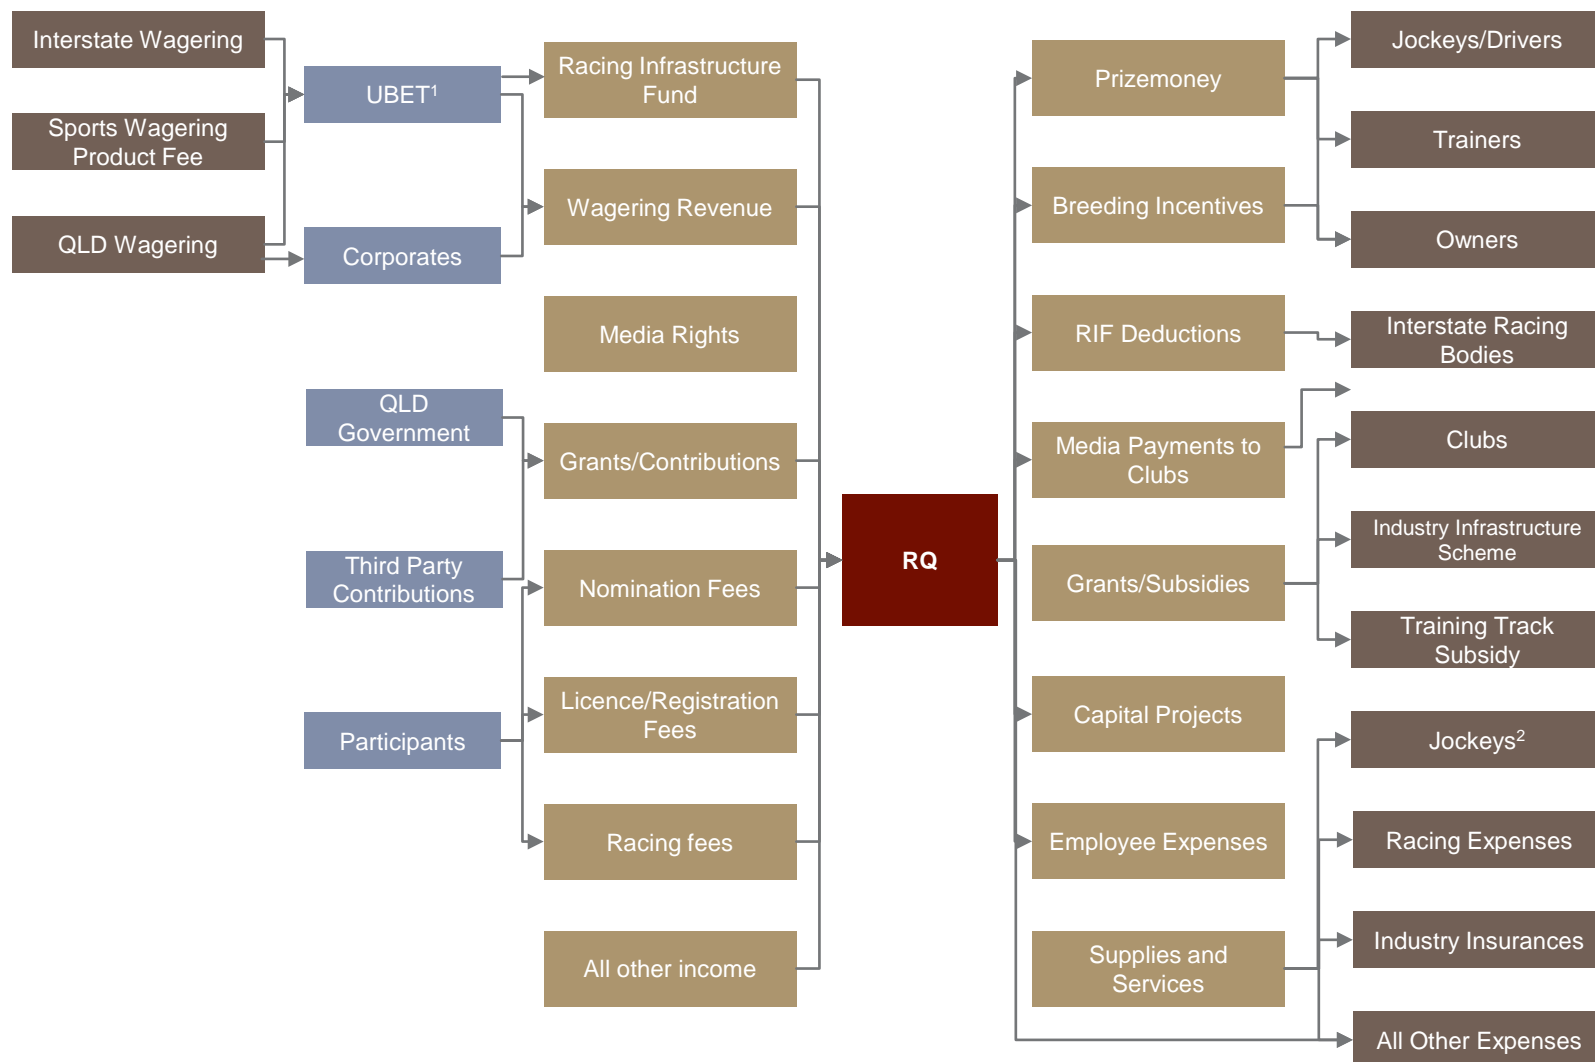 Interstate Wagering
Sports Wagering
Product Fee
QLD Wagering
UBET¹
Corporates
QLD
Government
Third Party
Contributions
Participants
Racing Infrastructure
Fund
Wagering Revenue
Media Rights
Grants/Contributions
Nomination Fees
Licence/Registration
Fees
Racing fees
All other income
RQ
Prizemoney
Breeding Incentives
RIF Deductions
Media Payments to
Clubs
Grants/Subsidies
Capital Projects
Employee Expenses
Supplies and
Services
Jockeys/Drivers
Trainers
Owners
Interstate Racing
Bodies
Clubs
Industry Infrastructure
Scheme
Training Track
Subsidy
Jockeys²
Racing Expenses
Industry Insurances
All Other Expenses